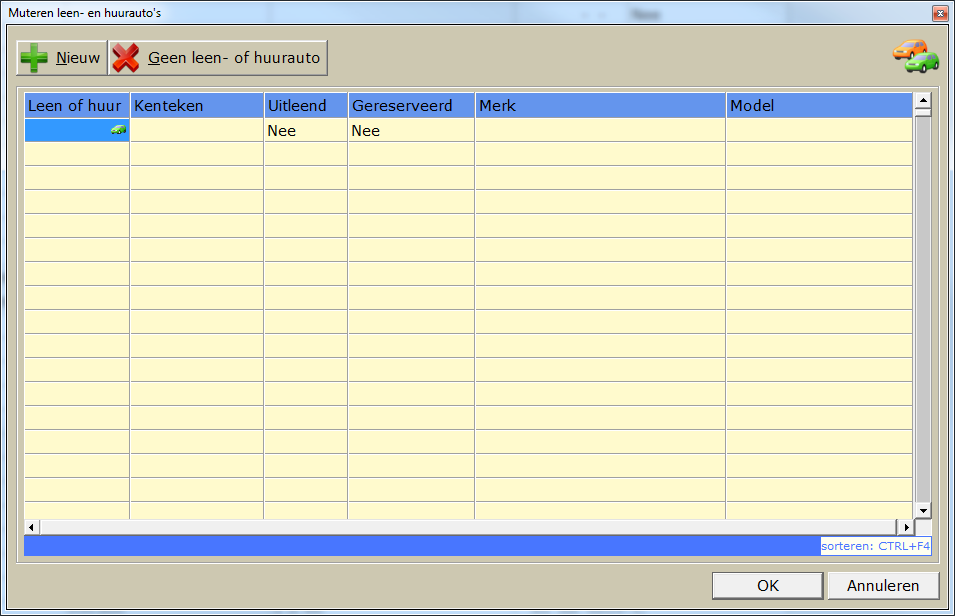 Muteren leen- en huurauto's
Nieuw Geen leen- of huurauto
Leen of huur Kenteken Uitleend Gereserveerd Merk Model
Nee Nee
sorteren: CTRL+F4
OK Annuleren